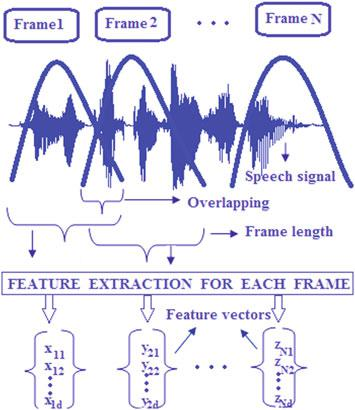 Frame1 Frame 2 . . . Frame N
Speech signal
Overlapping
Frame length
FEATURE EXTRACTION FOR EACH FRAME
Feature vectors
x11 y21 zN1
x12 y22 . . . zN2
x1d y2d zNd